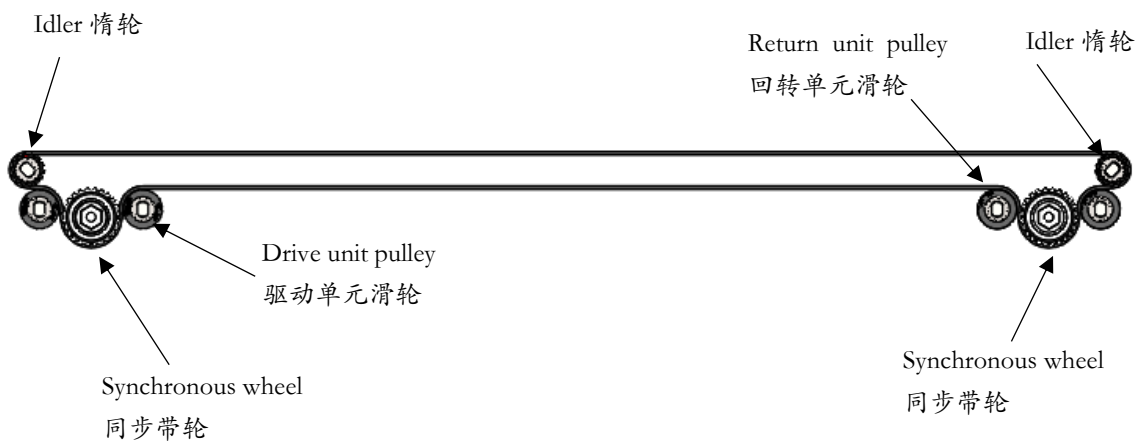 Idler 惰轮
Return unit pulley
回转单元滑轮
Idler 惰轮
Drive unit pulley
驱动单元滑轮
Synchronous wheel
同步带轮
Synchronous wheel
同步带轮